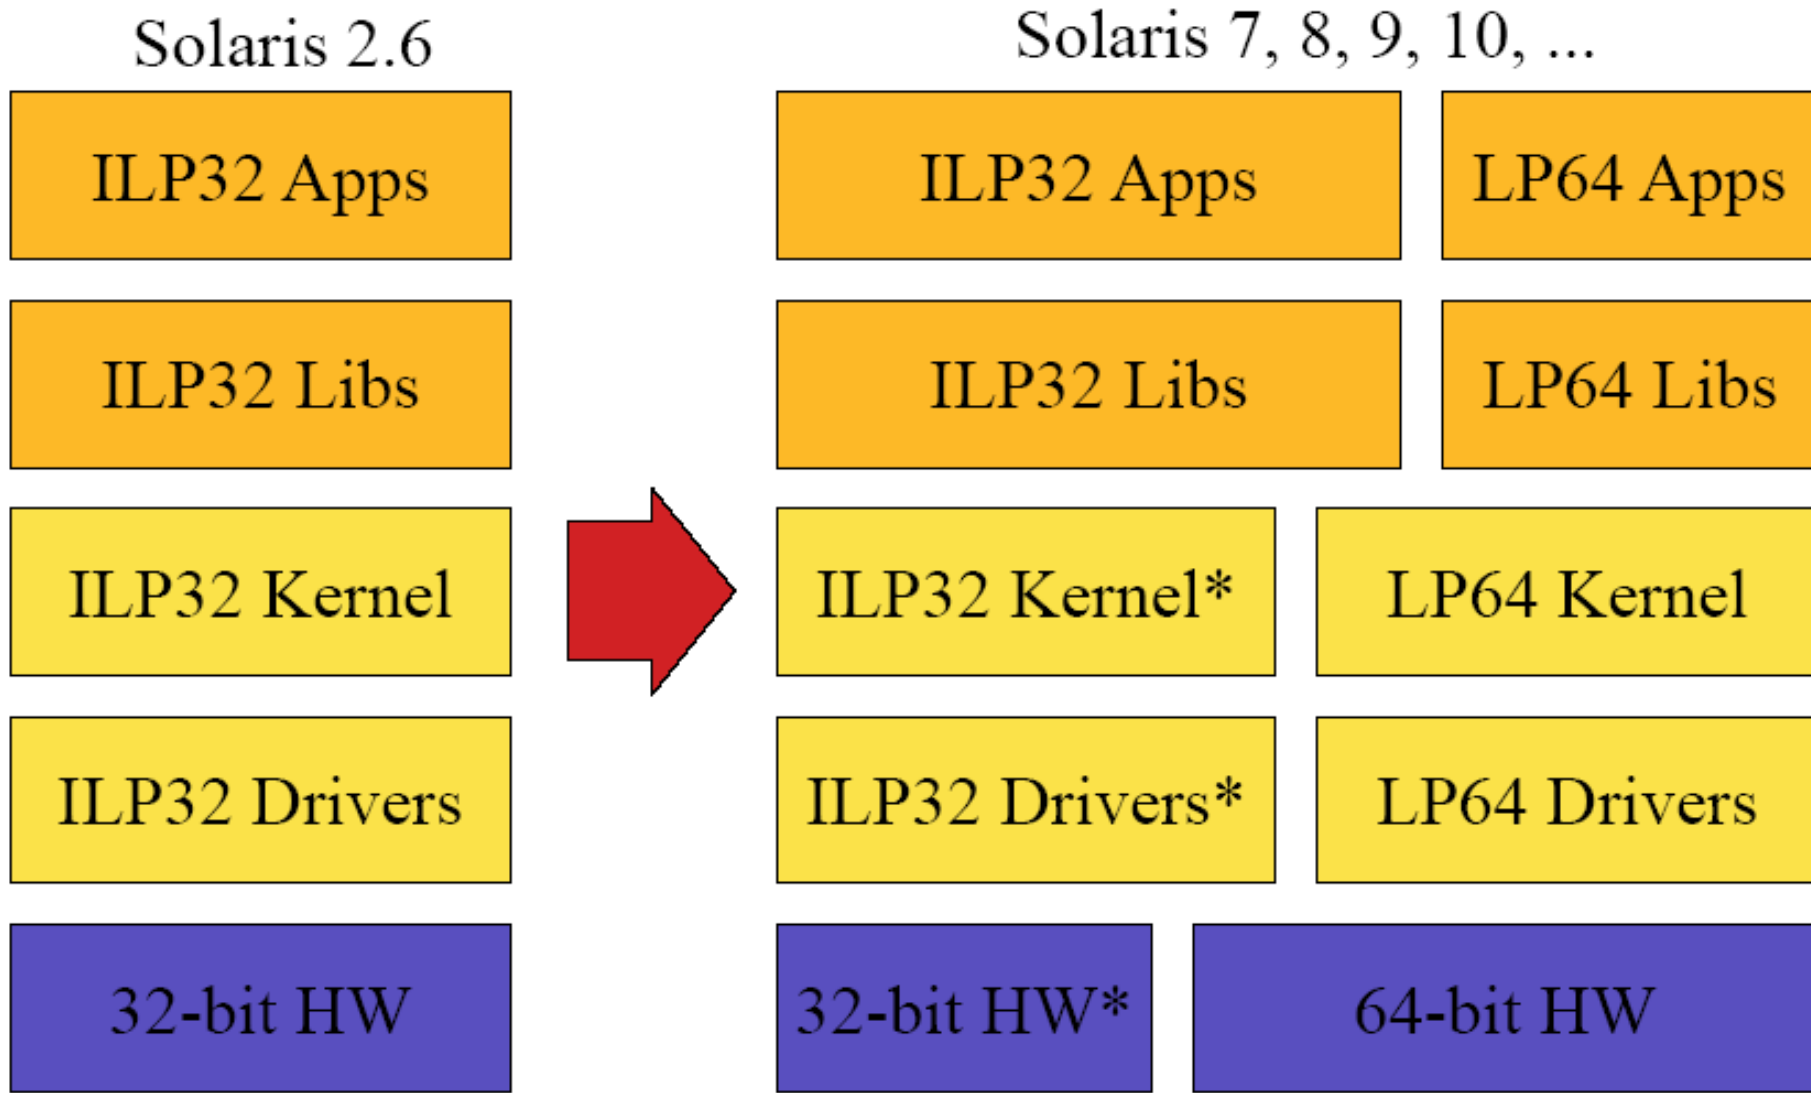 Solaris 2.6
Solaris 7, 8, 9, 10, ...
ILP32 Apps
ILP32 Apps
LP64 Apps
ILP32 Libs
ILP32 Libs
LP64 Libs
ILP32 Kernel
ILP32 Kernel*
LP64 Kernel
ILP32 Drivers
ILP32 Drivers*
LP64 Drivers
32-bit HW
32-bit HW*
64-bit HW